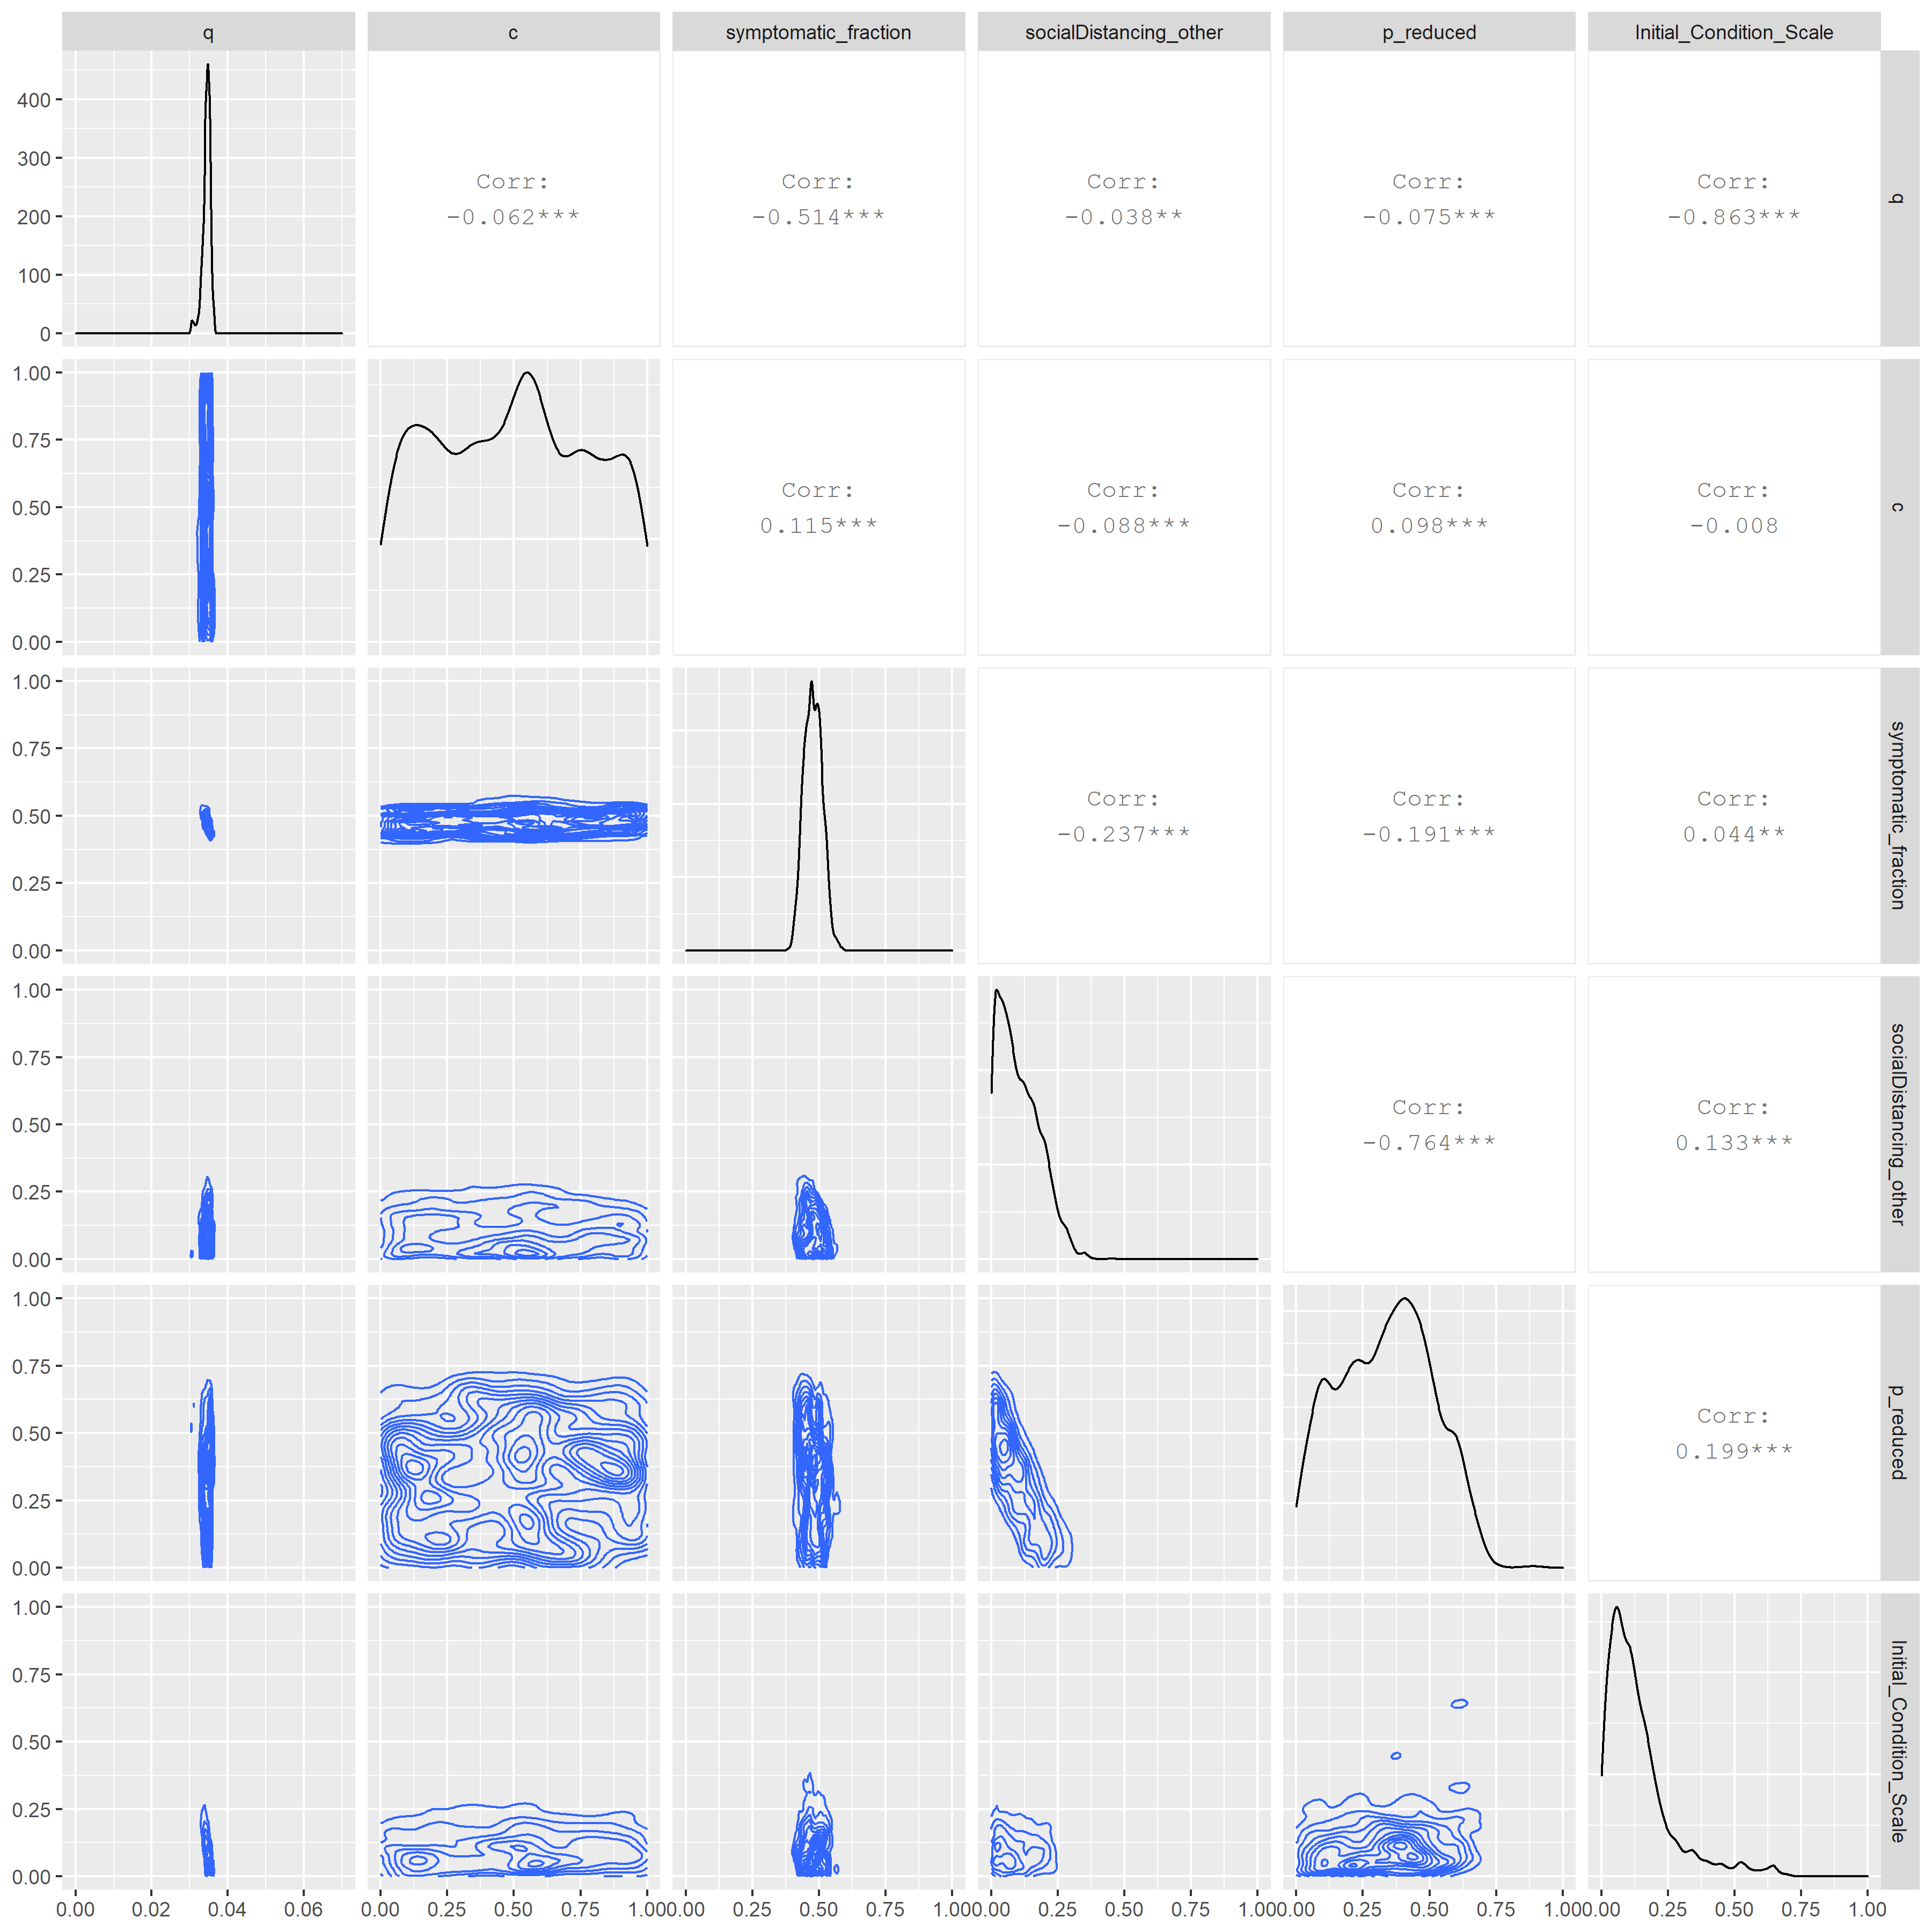 q c symptomatic_fraction socialDistancing_other p_reduced Initial_Condition_Scale
400
300
200
100
0
Corr:
-0.062***
Corr:
-0.514***
Corr:
-0.038**
Corr:
-0.075***
Corr:
-0.863***
q
1.00
0.75
0.50
0.25
0.00
Corr:
0.115***
Corr:
-0.088***
Corr:
0.098***
Corr:
-0.008
c
1.00
0.75
0.50
0.25
0.00
Corr:
-0.237***
Corr:
-0.191***
Corr:
0.044**
symptomatic_fraction
1.00
0.75
0.50
0.25
0.00
Corr:
-0.764***
Corr:
0.133***
socialDistancing_other
1.00
0.75
0.50
0.25
0.00
Corr:
0.199***
p_reduced
1.00
0.75
0.50
0.25
0.00
Initial_Condition_Scale
0.00 0.02 0.04 0.06 0.00 0.25 0.50 0.75 1.00 0.00 0.25 0.50 0.75 1.00 0.00 0.25 0.50 0.75 1.00 0.00 0.25 0.50 0.75 1.00 0.00 0.25 0.50 0.75 1.00